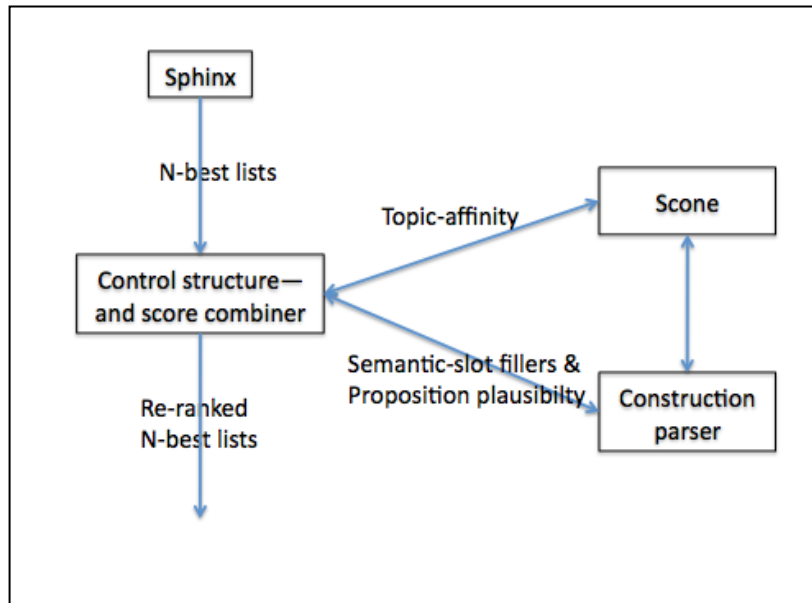 Sphinx
N-best lists
Topic-affinity
Scone
Control structure—
and score combiner
Semantic-slot fillers &
Proposition plausibilty
Construction
parser
Re-ranked
N-best lists